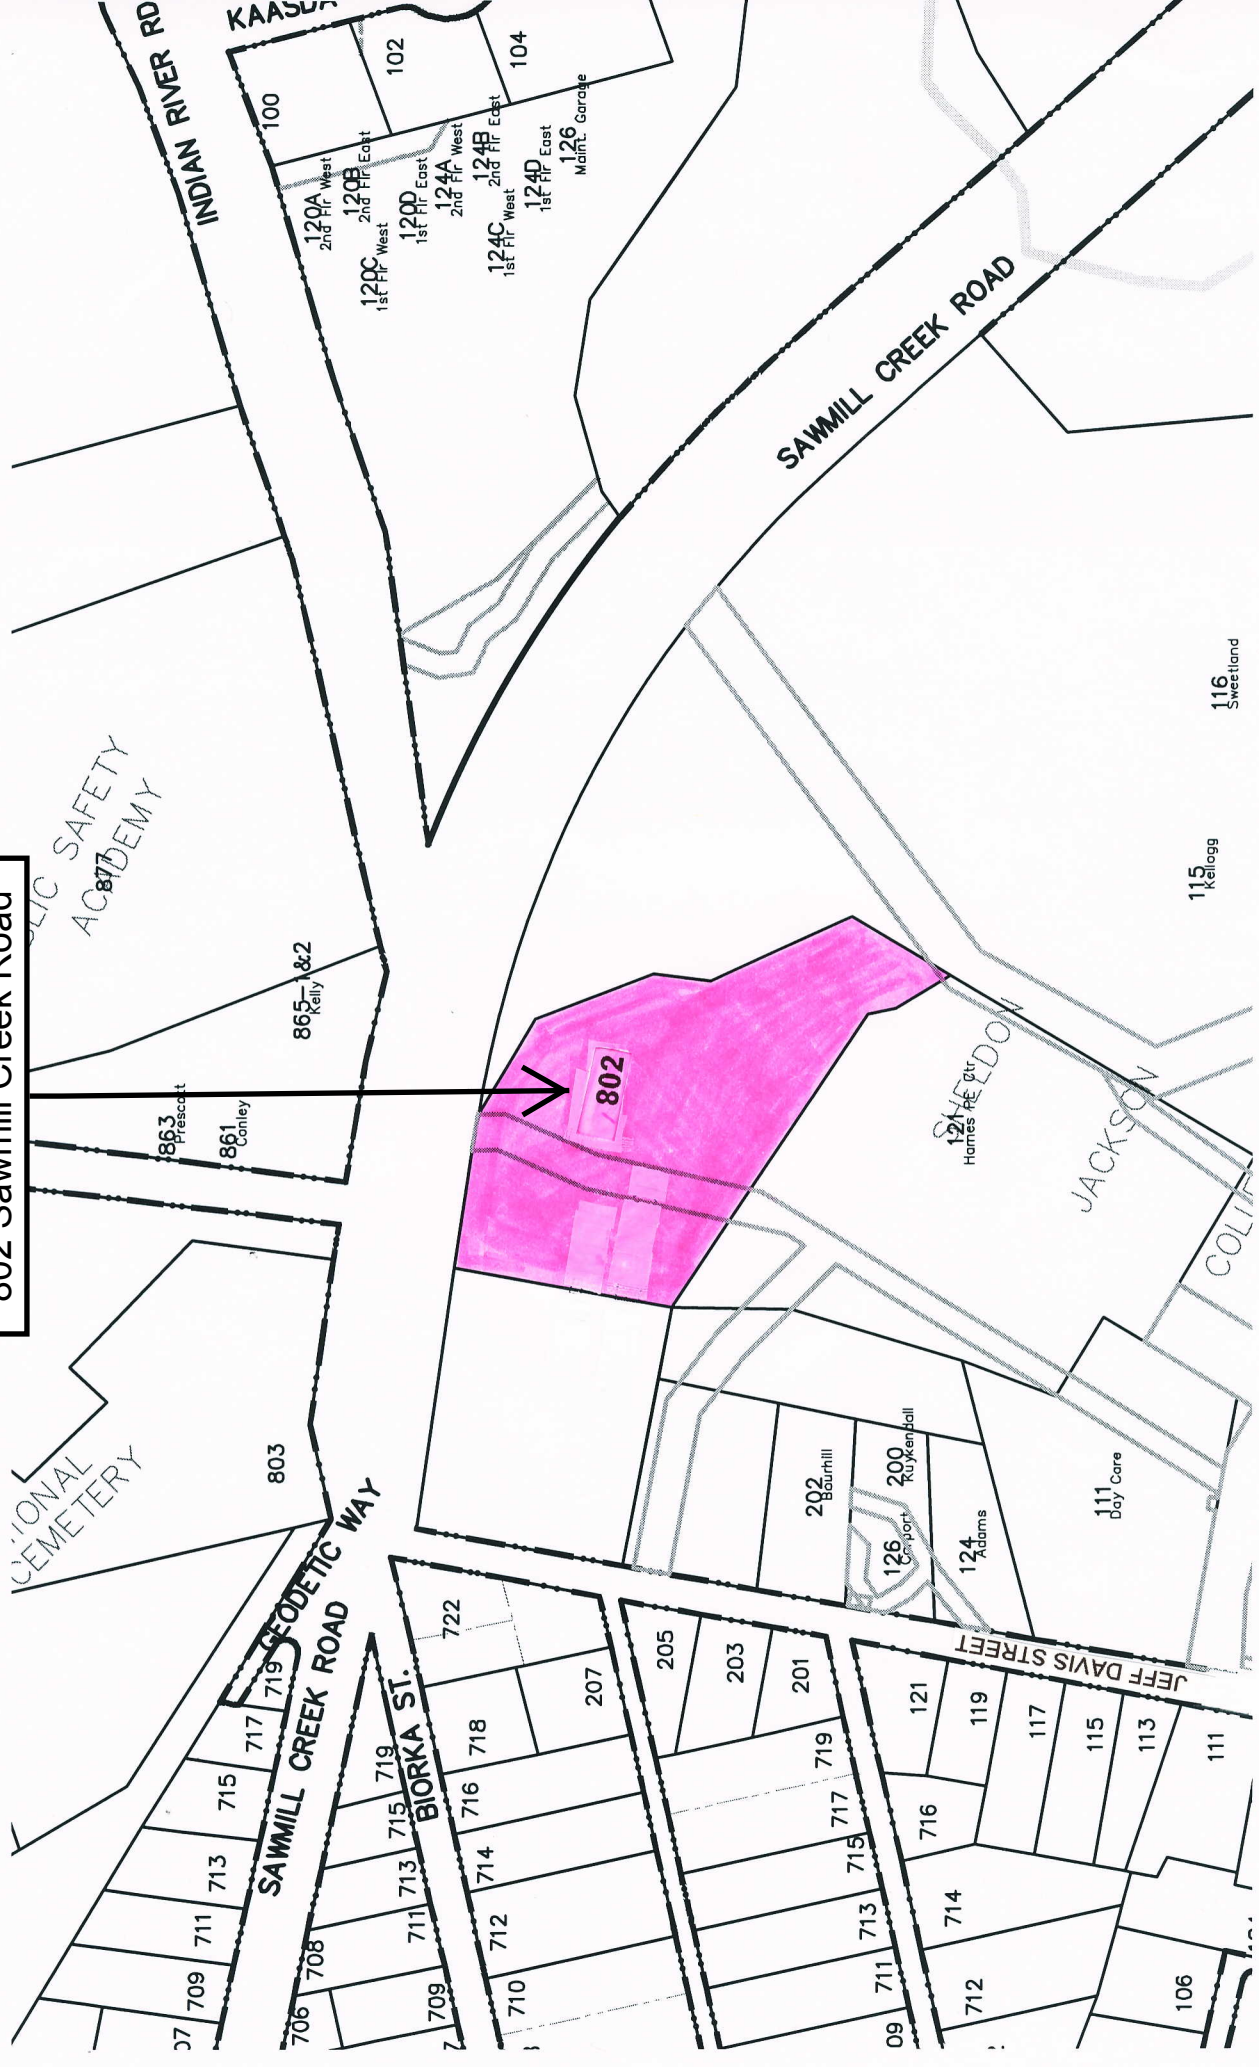 802 Sawmill Creek Road
INDIAN RIVER RD
100
102
104
120A
2nd Flr West
120B
2nd Flr East
120C
1st Flr West
120D
1st Flr East
124A
2nd Flr West
124B
2nd Flr East
124C
1st Flr West
124D
1st Flr East
126
Maint. Garage
SAWMILL CREEK ROAD
SAFETY
ACADEMY
877
865-1&2
Kelly
863
Prescott
861
Conley
802
116
Sweetland
115
Kellogg
SHELDON
JACKSON
121
Hames PE Ctr
CEMETERY
803
GEODETIC WAY
SAWMILL CREEK ROAD
BIORKA ST.
JEFF DAVIS STREET
202
Bourhill
200
Kuykendall
126
Carport
124
Adams
111
Day Care
719
717
715
713
711
709
708
706
719
715
713
711
709
722
718
716
714
712
710
207
205
203
201
719
717
715
713
711
121
119
117
115
113
111
716
714
712
106